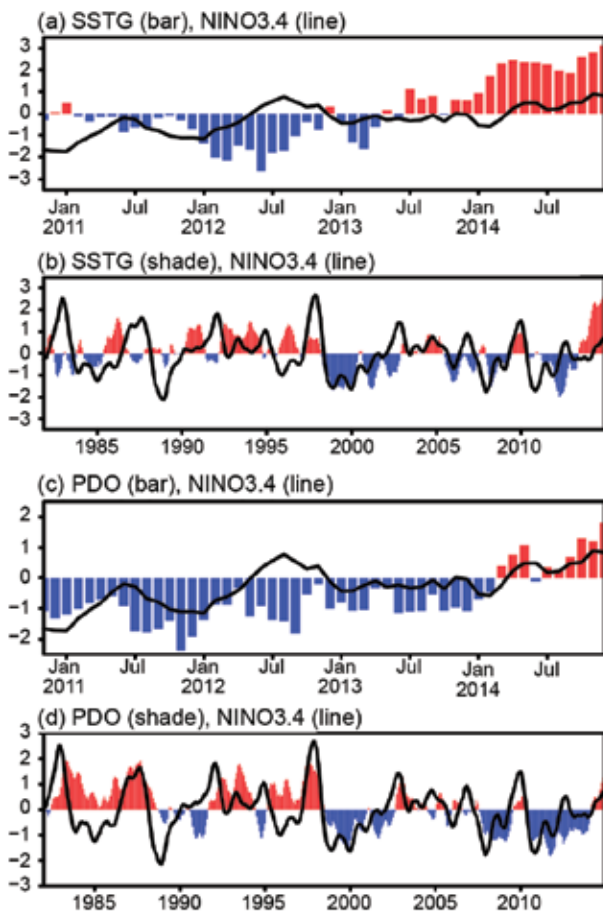 (a) SSTG (bar), NINO3.4 (line)
3
2
1
0
−1
−2
−3
Jan Jul Jan Jul Jan Jul Jan Jul
2011 2012 2013 2014
(b) SSTG (shade), NINO3.4 (line)
3
2
1
0
−1
−2
−3
1985 1990 1995 2000 2005 2010
(c) PDO (bar), NINO3.4 (line)
2
1
0
−1
−2
Jan Jul Jan Jul Jan Jul Jan Jul
2011 2012 2013 2014
(d) PDO (shade), NINO3.4 (line)
3
2
1
0
−1
−2
−3
1985 1990 1995 2000 2005 2010